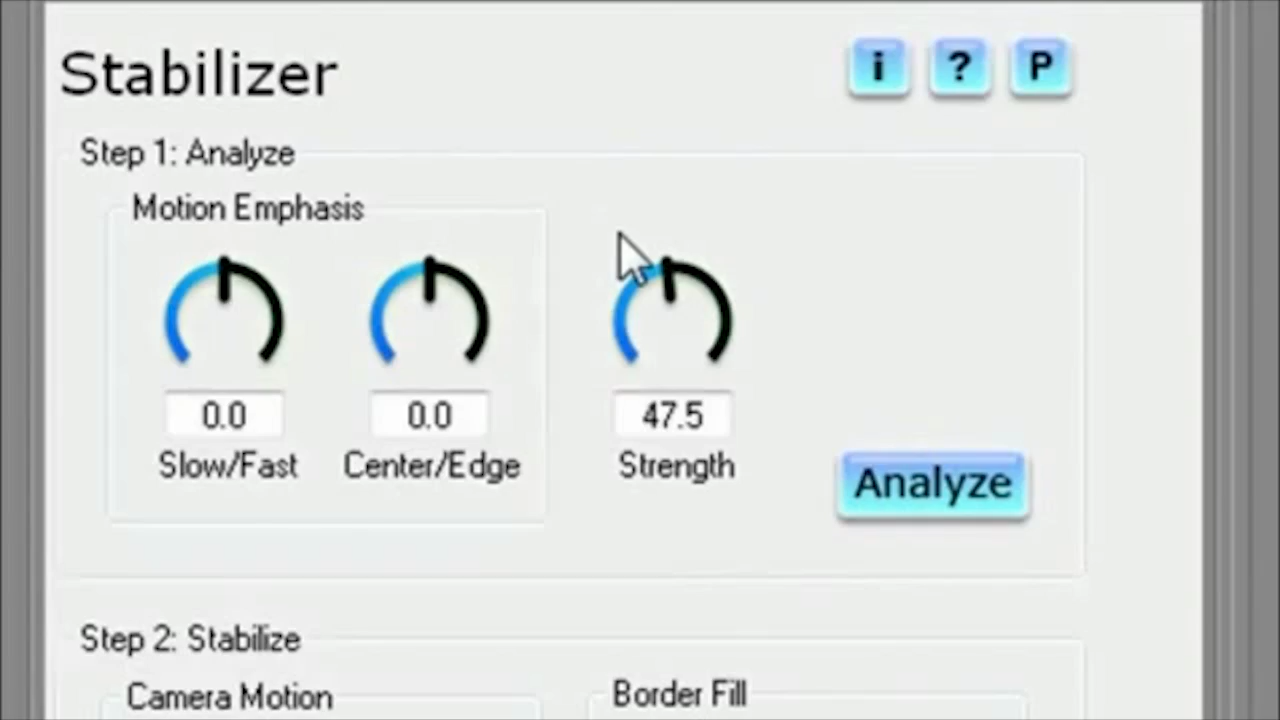 Stabilizer
i ? P
Step 1: Analyze
Motion Emphasis
0.0 0.0 47.5
Slow/Fast Center/Edge Strength
Analyze
Step 2: Stabilize
Camera Motion Border Fill